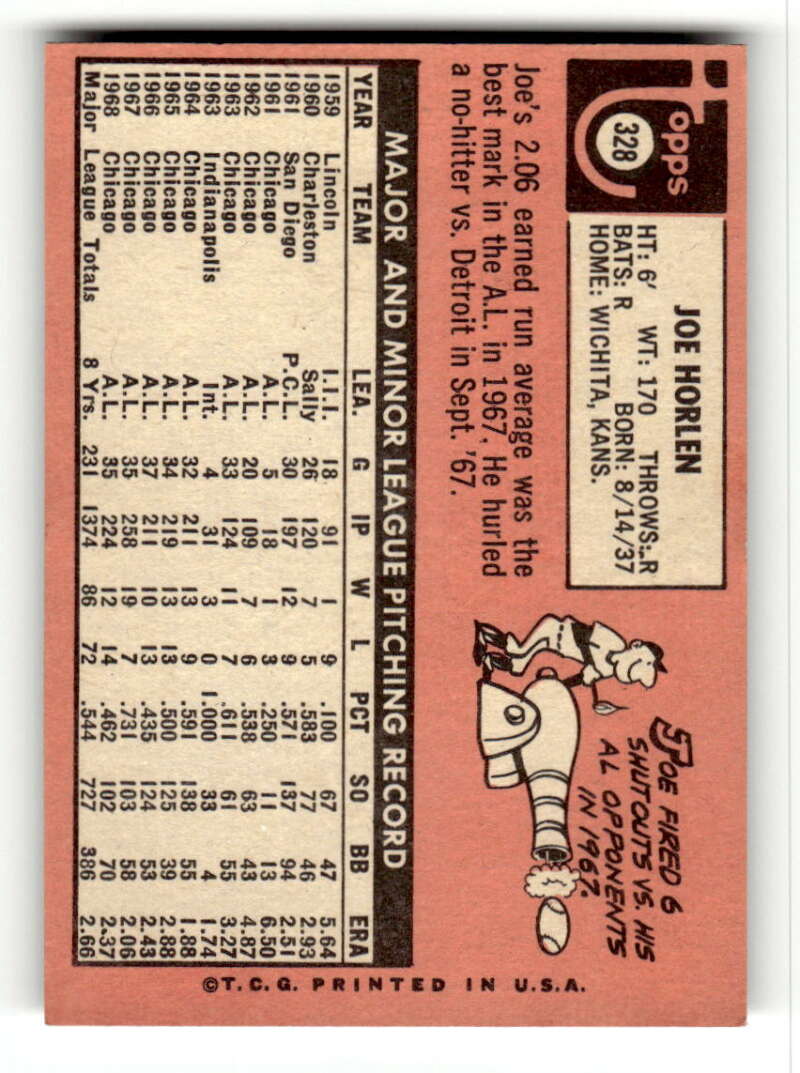 Topps
328
JOE HORLEN
HT: 6' WT: 170 THROWS: R
BATS: R BORN: 8/14/37
HOME: WICHITA, KANS.
Joe's 2.06 earned run average was the
best mark in the A.L. in 1967. He hurled
a no-hitter vs. Detroit in Sept. '67.
JOE FIRED 6
SHUTOUTS VS. HIS
AL OPPONENTS
IN 1967.
MAJOR AND MINOR LEAGUE PITCHING RECORD
YEAR TEAM LEA. G IP W L PCT SO BB ERA
1959 Lincoln I.I.I. 18 91 1 9 .100 67 47 5.64
1960 Charleston Sally 26 120 7 5 .583 77 46 2.93
1961 San Diego P.C.L. 30 197 12 9 .571 137 94 2.51
1961 Chicago A.L. 5 18 1 3 .250 11 13 6.50
1962 Chicago A.L. 20 109 7 6 .538 63 43 4.87
1963 Chicago A.L. 33 124 11 7 .611 61 55 3.27
1963 Indianapolis Int. 4 31 3 0 1.000 33 4 1.74
1964 Chicago A.L. 32 211 13 9 .591 138 55 1.88
1965 Chicago A.L. 34 219 13 13 .500 125 39 2.88
1966 Chicago A.L. 37 211 10 13 .435 124 53 2.43
1967 Chicago A.L. 35 258 19 7 .731 103 58 2.06
1968 Chicago A.L. 35 224 12 14 .462 102 70 2.37
Major League Totals 8 Yrs. 231 1374 86 72 .544 727 386 2.66
©T.C.G. PRINTED IN U.S.A.